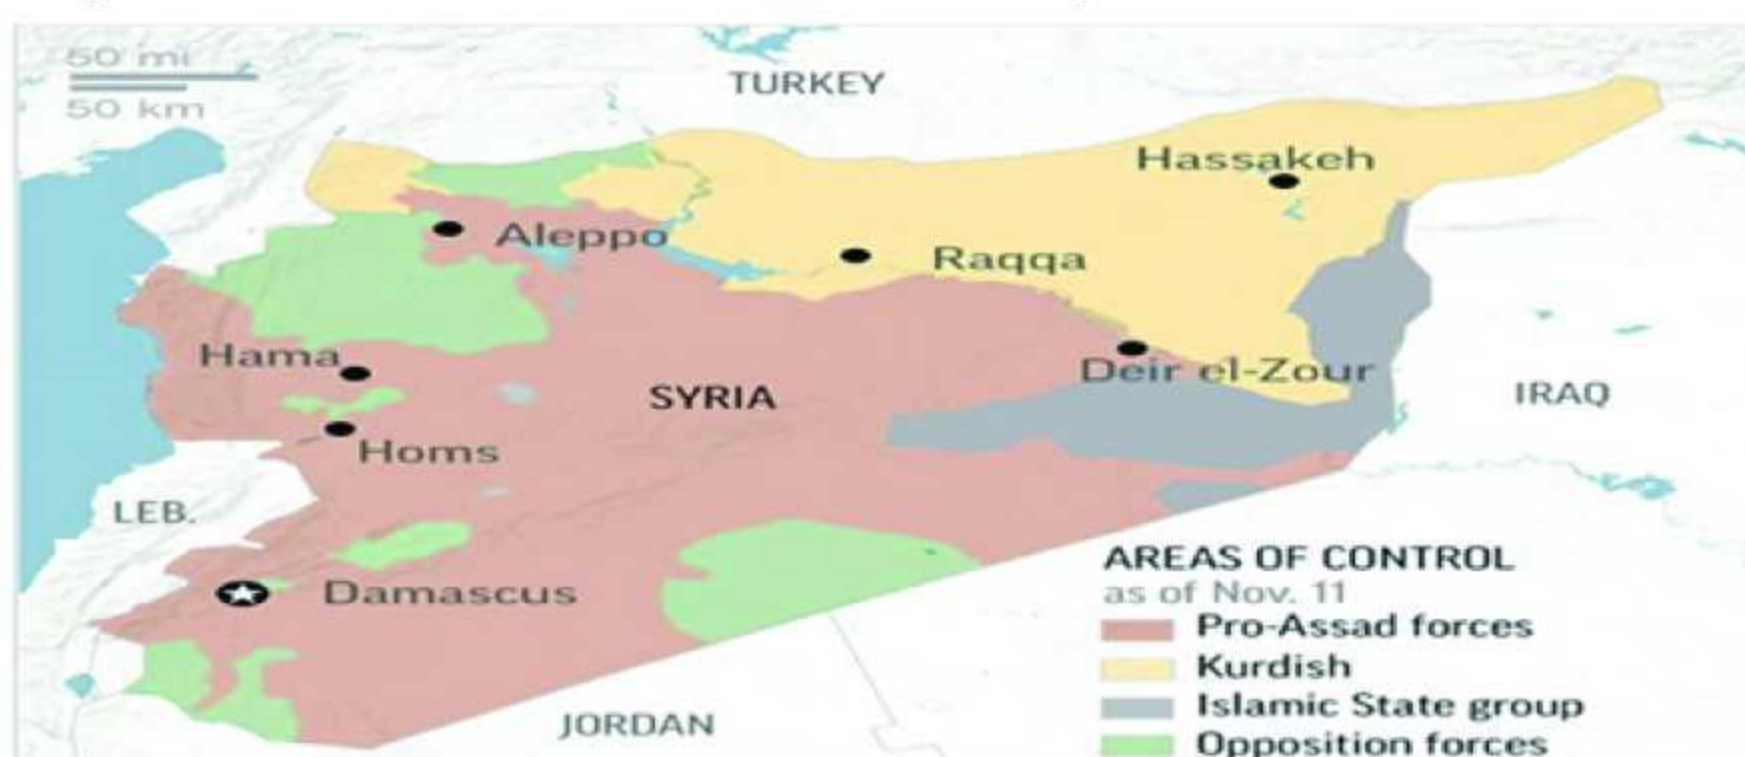 50 mi
50 km
TURKEY
Hassakeh
Aleppo
Raqqa
Hama
Deir el-Zour
SYRIA
IRAQ
Homs
LEB.
Damascus
JORDAN
AREAS OF CONTROL
as of Nov. 11
Pro-Assad forces
Kurdish
Islamic State group
Opposition forces